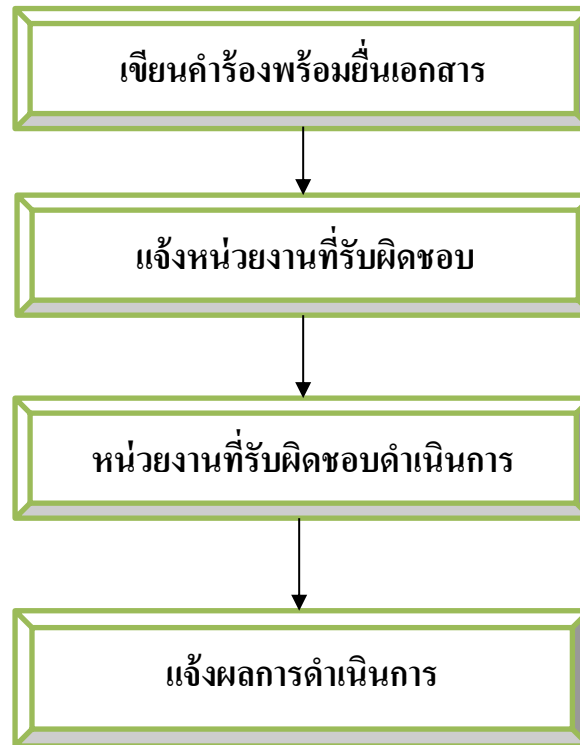 เขียนคำร้องพร้อมยื่นเอกสาร
แจ้งหน่วยงานที่รับผิดชอบ
หน่วยงานที่รับผิดชอบดำเนินการ
แจ้งผลการดำเนินการ